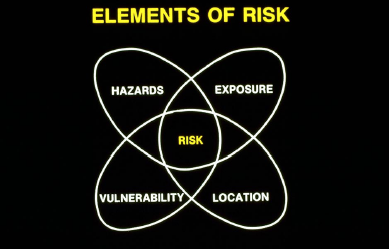 ELEMENTS OF RISK
HAZARDS
EXPOSURE
RISK
VULNERABILITY
LOCATION